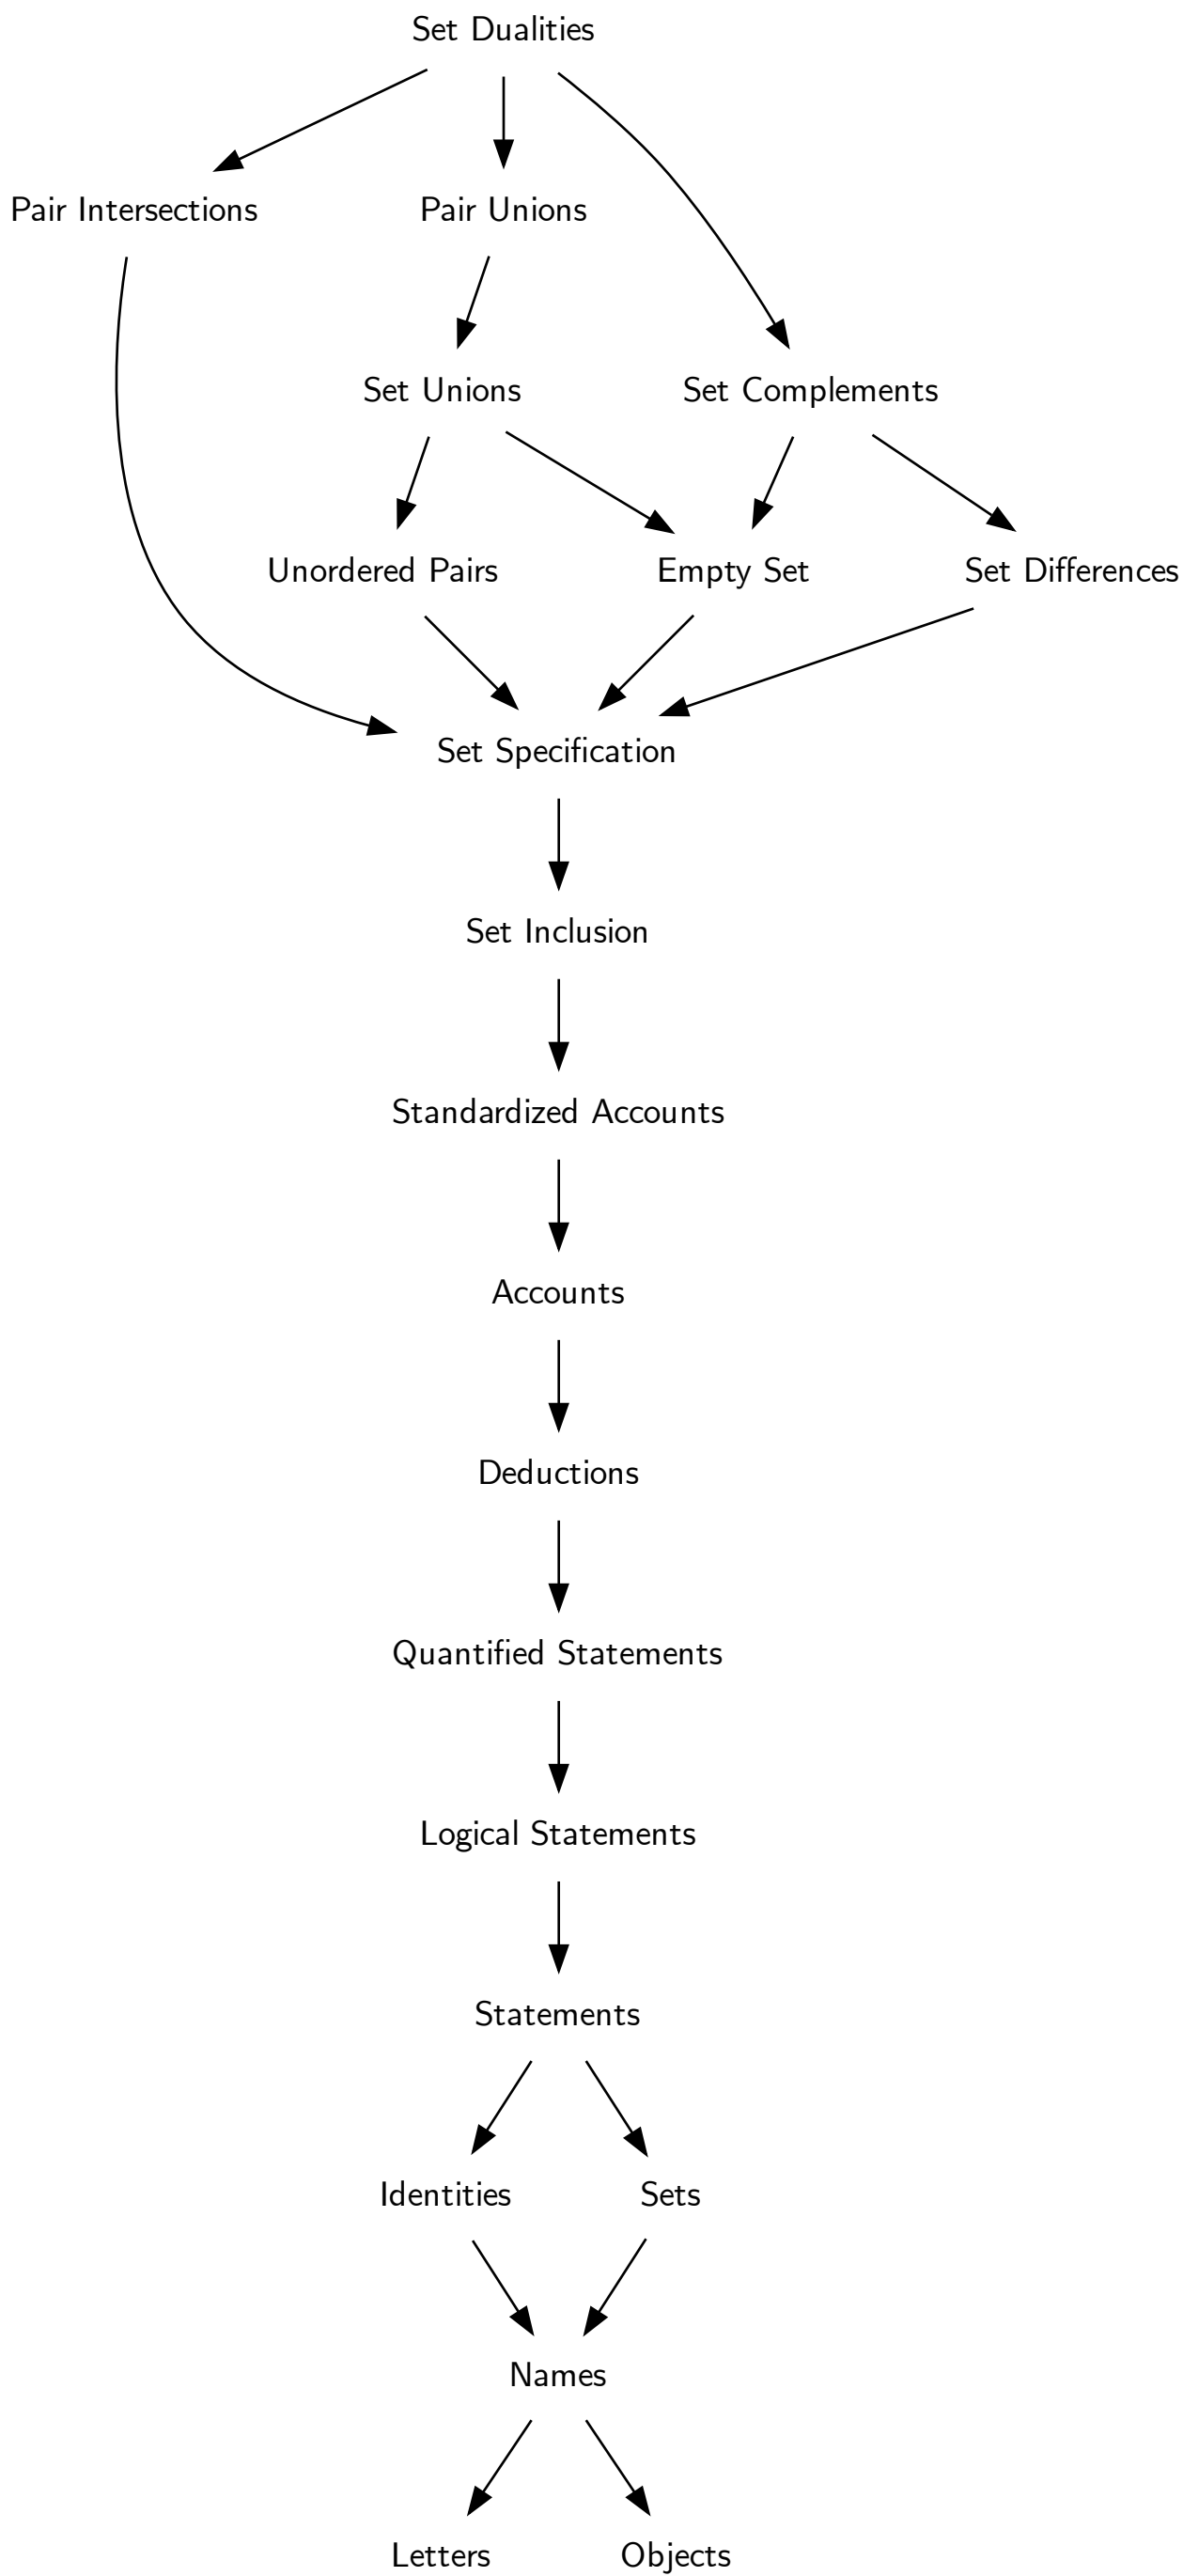 Set Dualities
Pair Intersections
Pair Unions
Set Unions
Set Complements
Unordered Pairs
Empty Set
Set Differences
Set Specification
Set Inclusion
Standardized Accounts
Accounts
Deductions
Quantified Statements
Logical Statements
Statements
Identities
Sets
Names
Letters
Objects